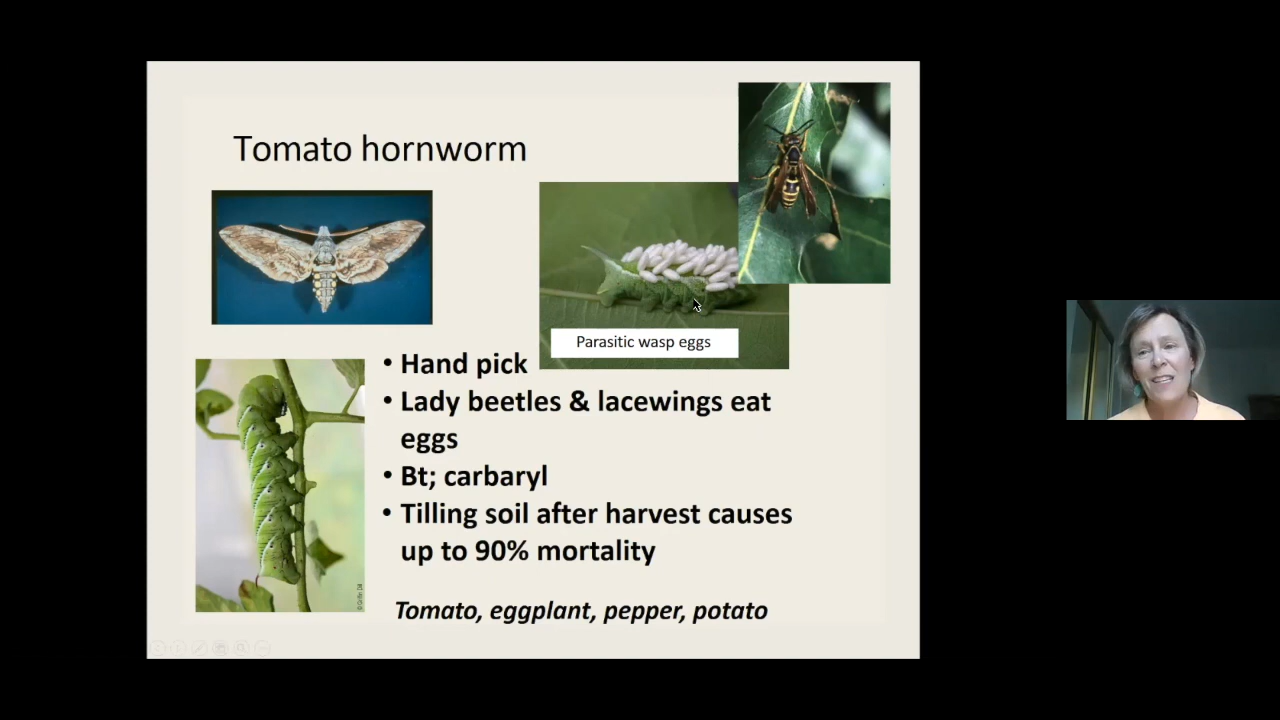 Tomato hornworm
Parasitic wasp eggs
• Hand pick
• Lady beetles & lacewings eat
eggs
• Bt; carbaryl
• Tilling soil after harvest causes
up to 90% mortality
Tomato, eggplant, pepper, potato